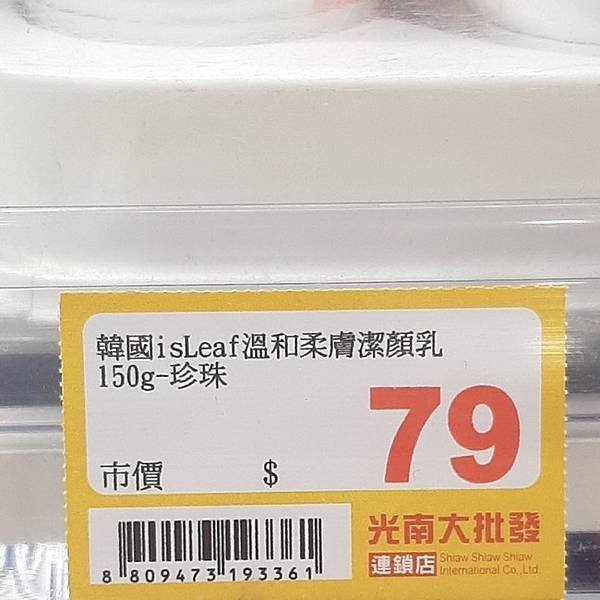 韓國isLeaf溫和柔膚潔顏乳
150g-珍珠
市價 $ 79
8 809473 193361
光南大批發
連鎖店 Shiaw Shiaw Shiaw
International Co.,Ltd.